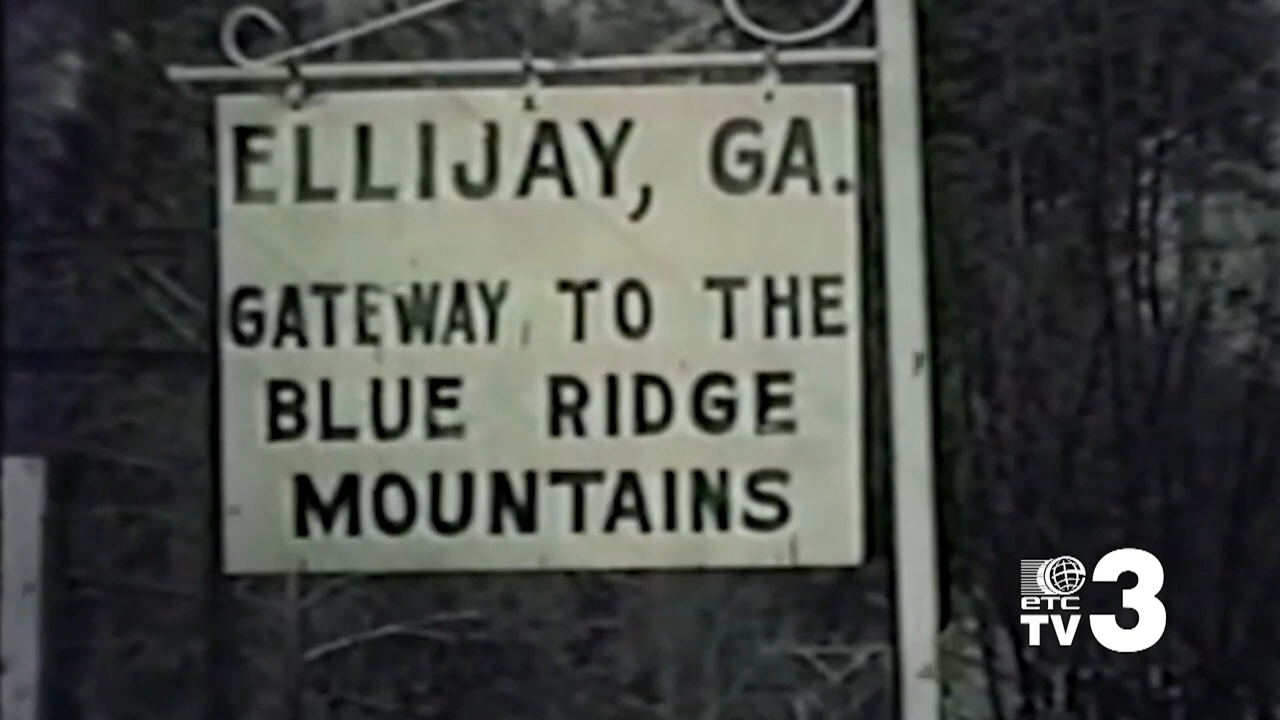 ELLIJAY, GA.
GATEWAY TO THE
BLUE RIDGE
MOUNTAINS
etc
TV 3